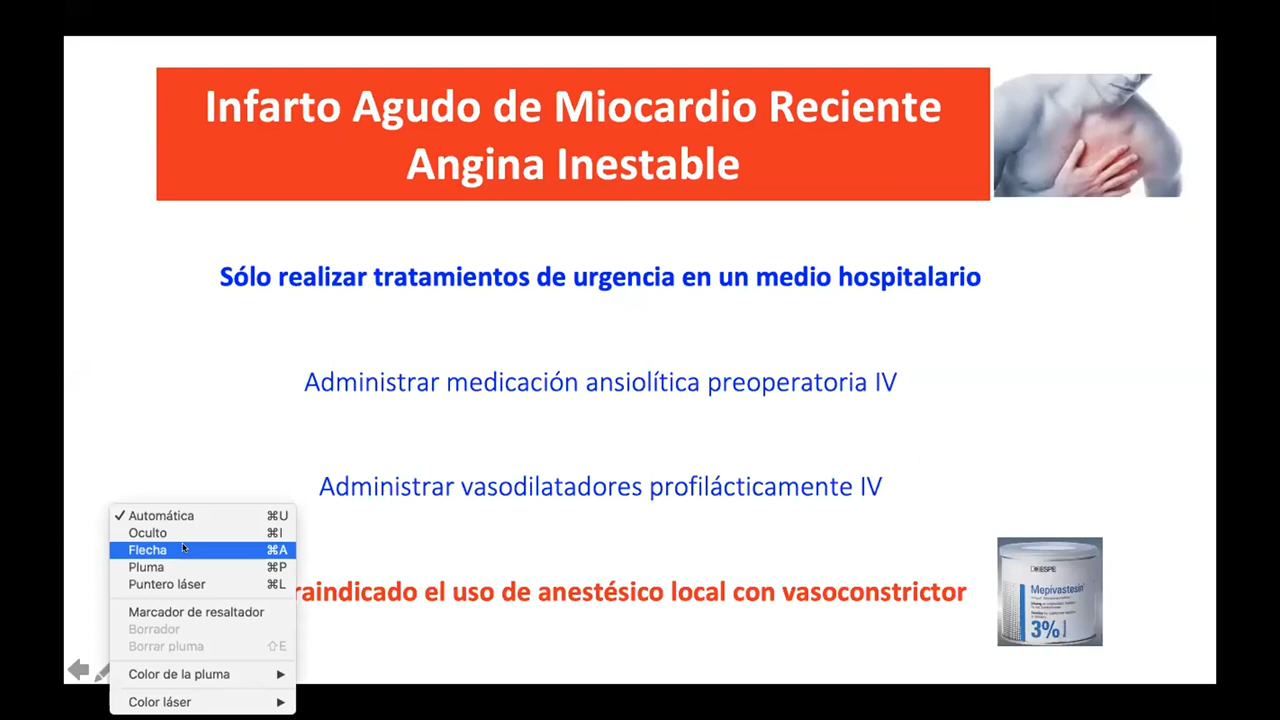 Infarto Agudo de Miocardio Reciente
Angina Inestable
Sólo realizar tratamientos de urgencia en un medio hospitalario
Administrar medicación ansiolítica preoperatoria IV
Administrar vasodilatadores profilácticamente IV
raindicado el uso de anestésico local con vasoconstrictor
✓ Automática ⌘U
Oculto ⌘I
Flecha ⌘A
Pluma ⌘P
Puntero láser ⌘L
Marcador de resaltador
Borrador
Borrar pluma ⇧E
Color de la pluma
Color láser
ESPE
Mepivastesin
3%